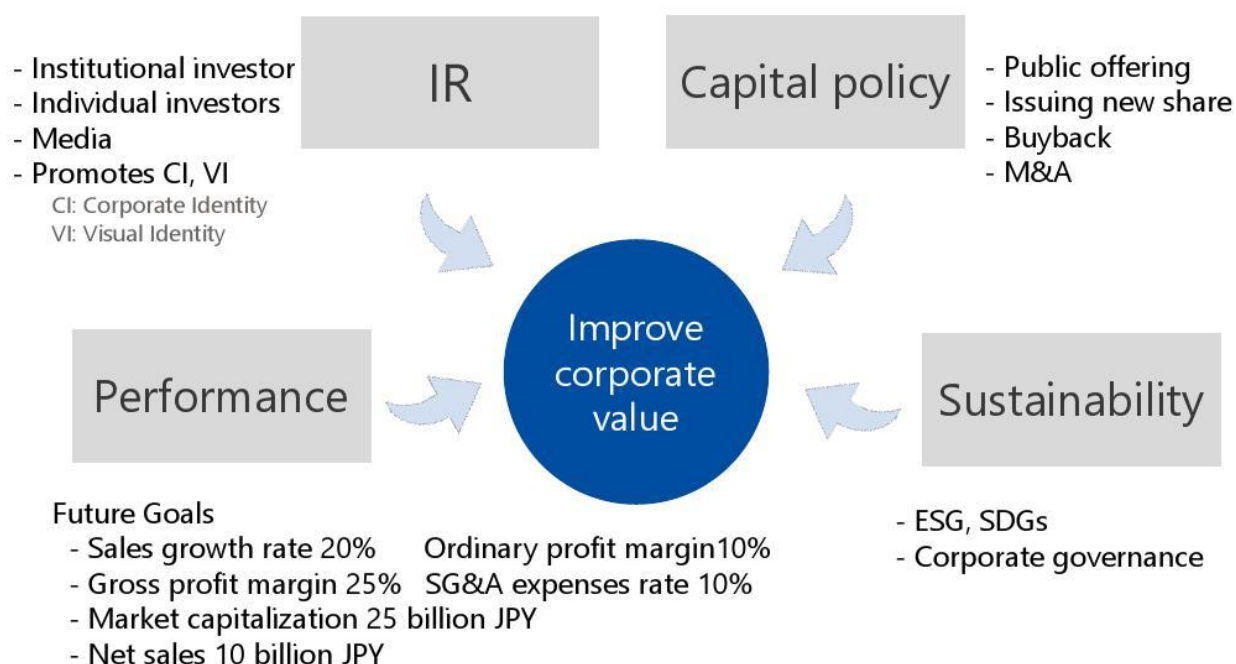 IR
- Institutional investor
- Individual investors
- Media
- Promotes CI, VI
CI: Corporate Identity
VI: Visual Identity
Capital policy
- Public offering
- Issuing new share
- Buyback
- M&A
Improve
corporate
value
Performance
Future Goals
- Sales growth rate 20% Ordinary profit margin10%
- Gross profit margin 25% SG&A expenses rate 10%
- Market capitalization 25 billion JPY
- Net sales 10 billion JPY
Sustainability
- ESG, SDGs
- Corporate governance